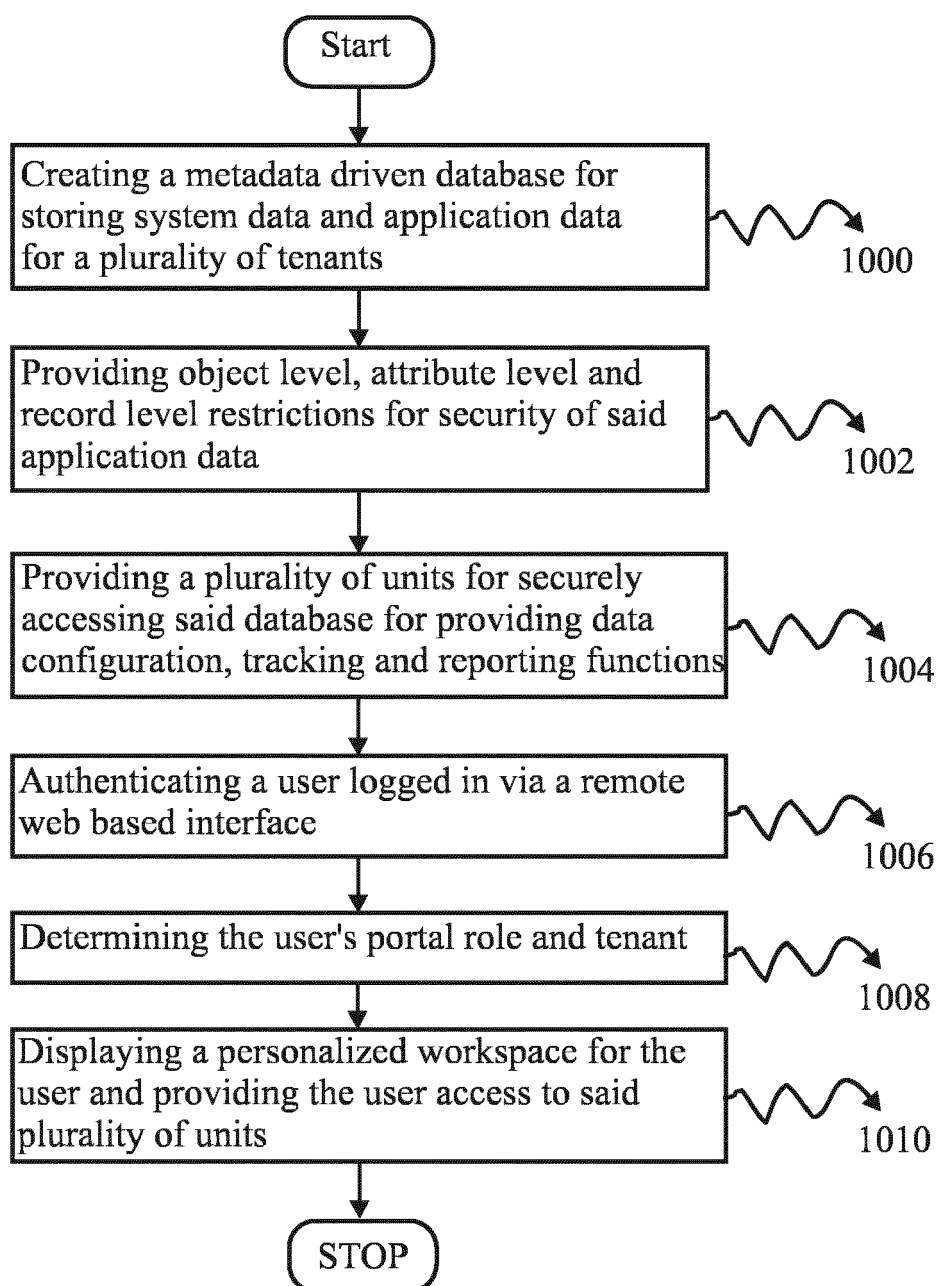 Start
Creating a metadata driven database for
storing system data and application data
for a plurality of tenants
1000
Providing object level, attribute level and
record level restrictions for security of said
application data
1002
Providing a plurality of units for securely
accessing said database for providing data
configuration, tracking and reporting functions
1004
Authenticating a user logged in via a remote
web based interface
1006
Determining the user's portal role and tenant
1008
Displaying a personalized workspace for the
user and providing the user access to said
plurality of units
1010
STOP